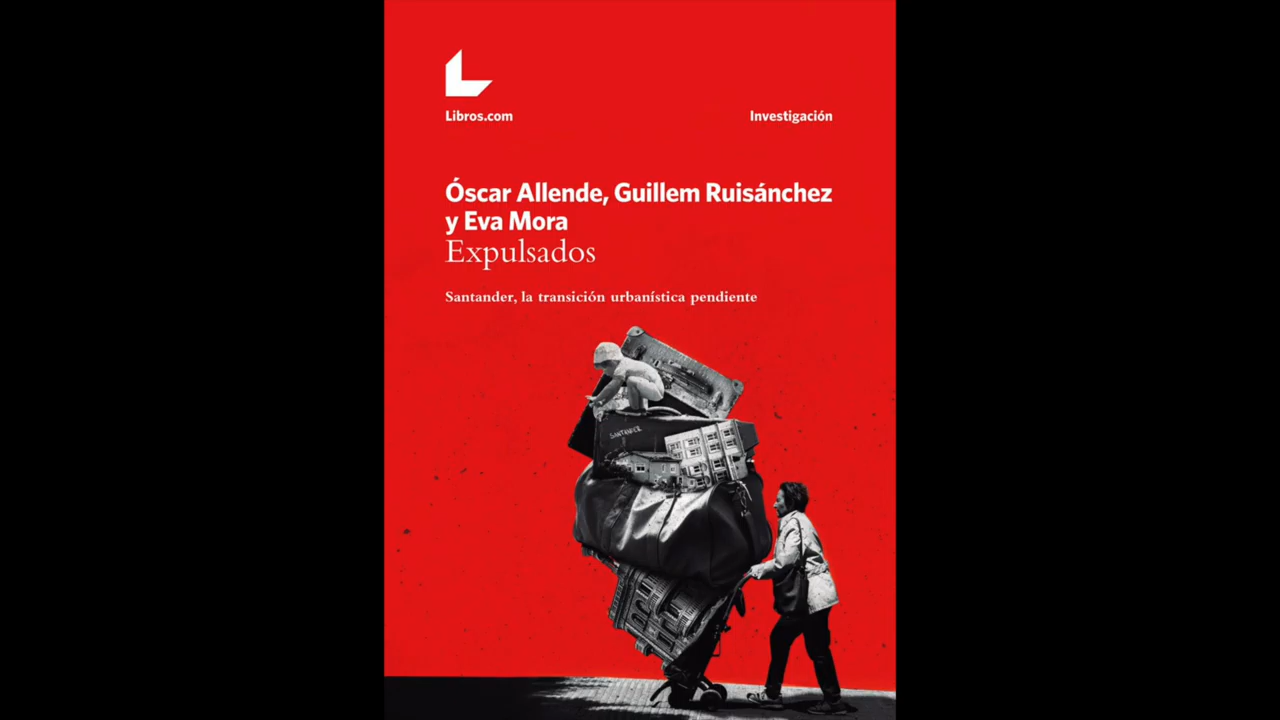 Libros.com
Investigación
Óscar Allende, Guillem Ruisánchez
y Eva Mora
Expulsados
Santander, la transición urbanística pendiente
SANTANDER